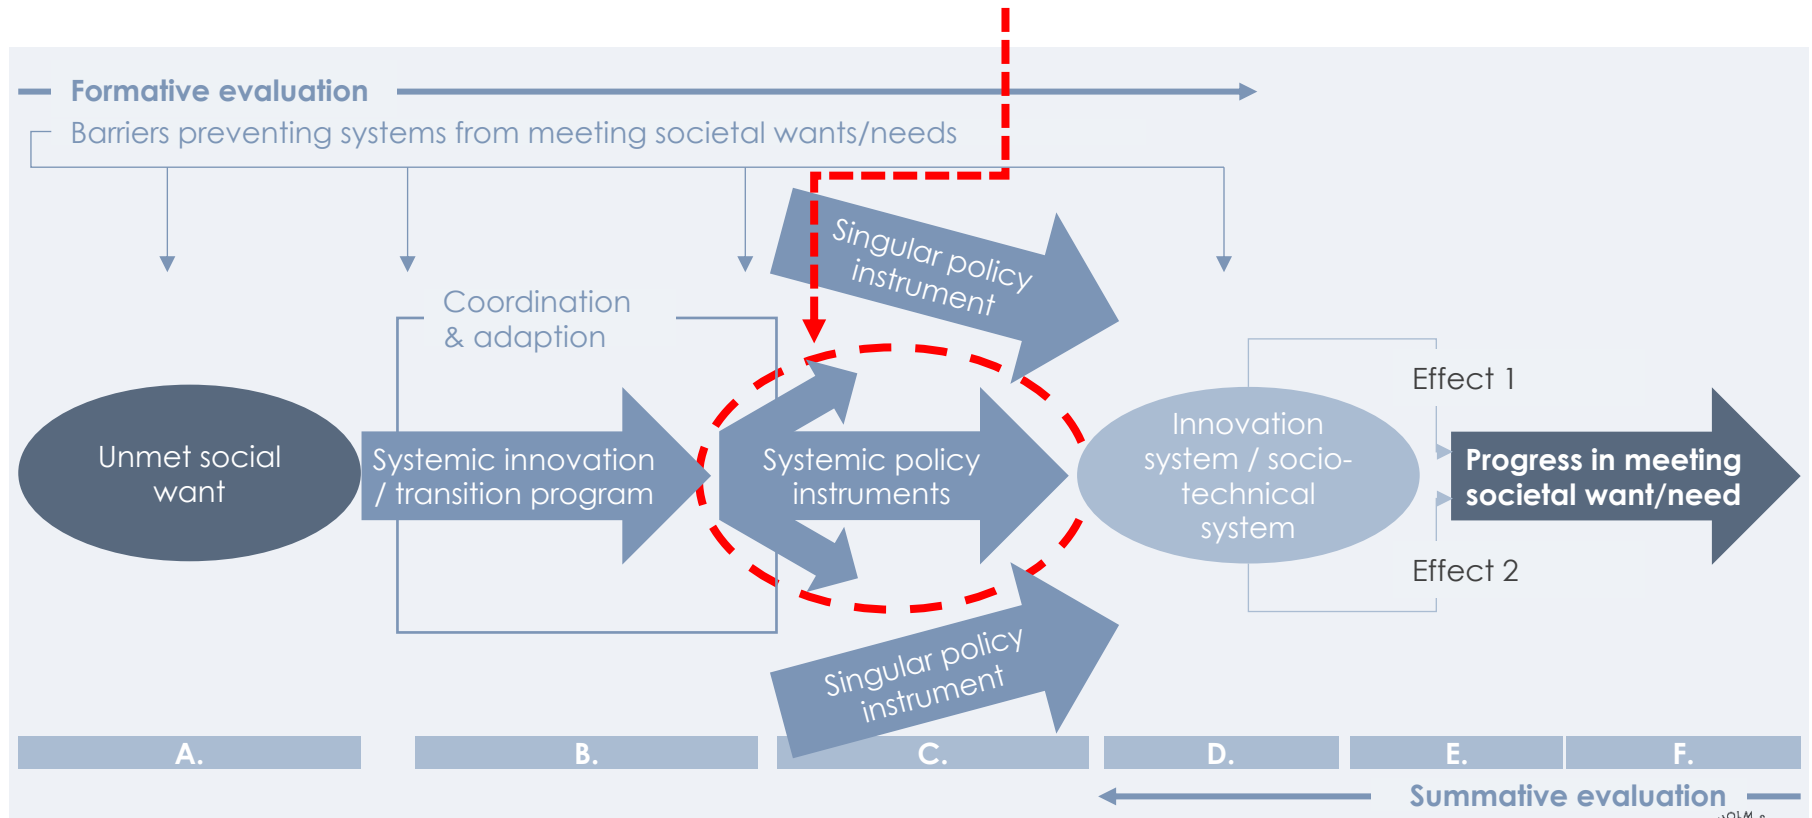 Formative evaluation
Barriers preventing systems from meeting societal wants/needs
Singular policy
instrument
Coordination
& adaption
Unmet social
want
Systemic innovation
/ transition program
Systemic policy
instruments
Innovation
system / socio-
technical
system
Effect 1
Progress in meeting
societal want/need
Effect 2
Singular policy
instrument
A.
B.
C.
D.
E.
F.
Summative evaluation